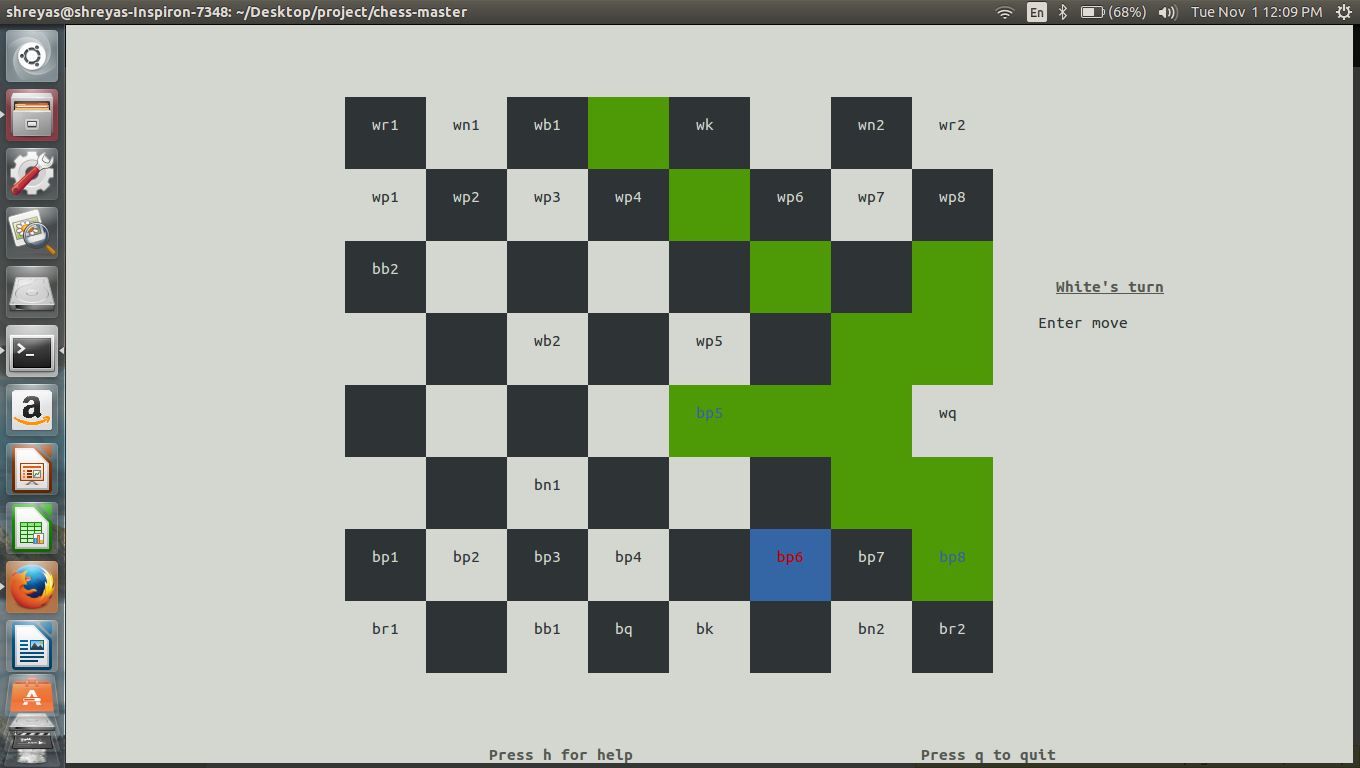 shreyas@shreyas-Inspiron-7348: ~/Desktop/project/chess-master En (68%) Tue Nov 1 12:09 PM
wr1 wn1 wb1 wk wn2 wr2
wp1 wp2 wp3 wp4 wp6 wp7 wp8
bb2
White's turn
Enter move
wb2 wp5
bp5 wq
bn1
bp1 bp2 bp3 bp4 bp6 bp7 bp8
br1 bb1 bq bk bn2 br2
Press h for help Press q to quit